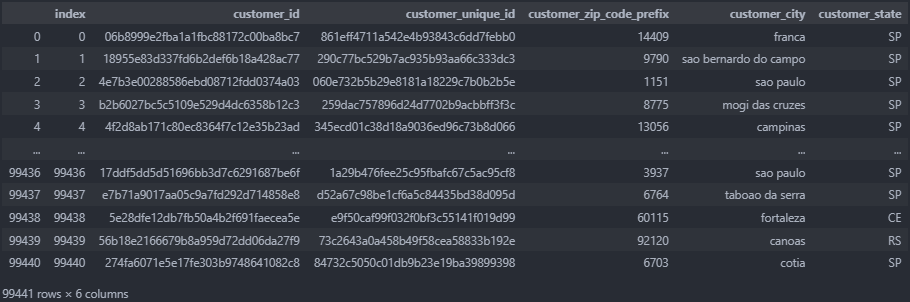 index customer_id customer_unique_id customer_zip_code_prefix customer_city customer_state
0 0 06b8999e2fba1a1fbc88172c00ba8bc7 861eff4711a542e4b93843c6dd7febb0 14409 franca SP
1 1 18955e83d337fd6b2def6b18a428ac77 290c77bc529b7ac935b93aa66c333dc3 9790 sao bernardo do campo SP
2 2 4e7b3e00288586ebd08712fdd0374a03 060e732b5b29e8181a18229c7b0b2b5e 1151 sao paulo SP
3 3 b2b6027bc5c5109e529d4dc6358b12c3 259dac757896d24d7702b9acbbff3f3c 8775 mogi das cruzes SP
4 4 4f2d8ab171c80ec8364f7c12e35b23ad 345ecd01c38d18a9036ed96c73b8d066 13056 campinas SP
... ... ... ... ... ... ...
99436 99436 17ddf5dd5d51696bb3d7c6291687be6f 1a29b476fee25c95fbafc67c5ac95cf8 3937 sao paulo SP
99437 99437 e7b71a9017aa05c9a7fd292d714858e8 d52a67c98be1cf6a5c84435bd38d095d 6764 taboao da serra SP
99438 99438 5e28dfe12db7fb50a4b2f691faecea5e e9f50caf99f032f0bf3c55141f019d99 60115 fortaleza CE
99439 99439 56b18e2166679b8a959d72dd06da27f9 73c2643a0a458b49f58cea58833b192e 92120 canoas RS
99440 99440 274fa6071e5e17fe303b9748641082c8 84732c5050c01db9b23e19ba39899398 6703 cotia SP
99441 rows × 6 columns